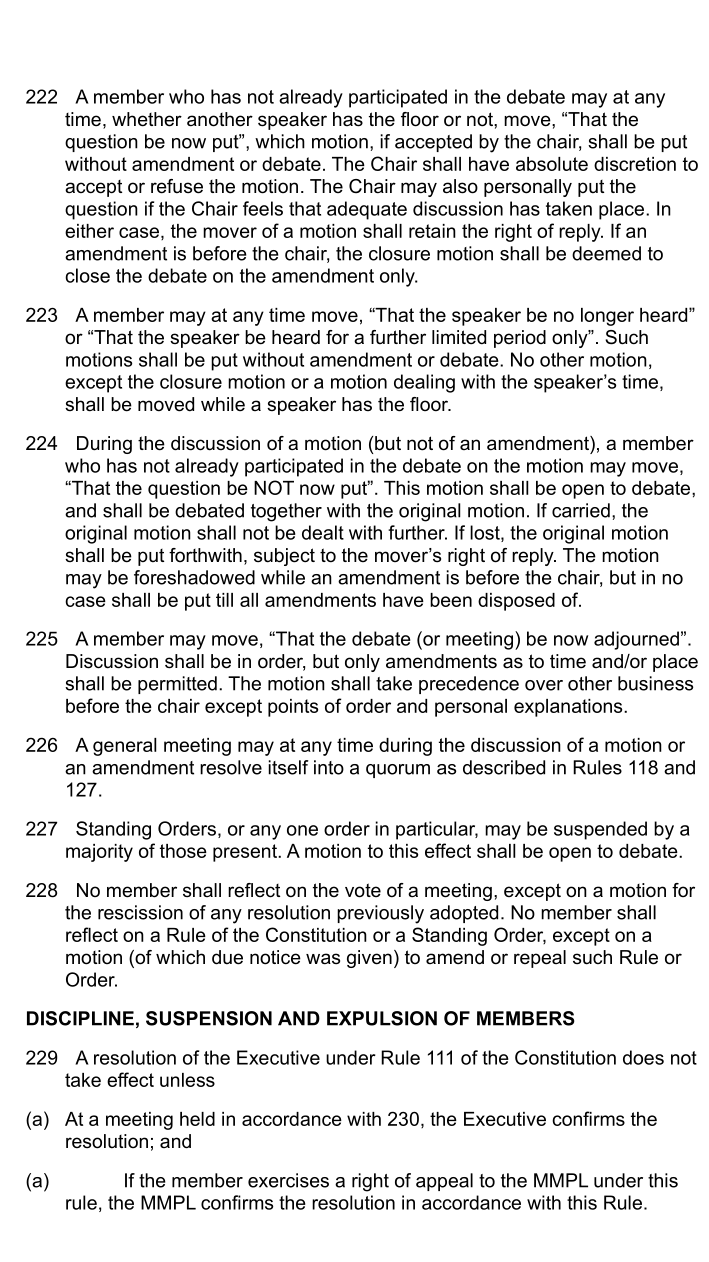 222 A member who has not already participated in the debate may at any
time, whether another speaker has the floor or not, move, “That the
question be now put”, which motion, if accepted by the chair, shall be put
without amendment or debate. The Chair shall have absolute discretion to
accept or refuse the motion. The Chair may also personally put the
question if the Chair feels that adequate discussion has taken place. In
either case, the mover of a motion shall retain the right of reply. If an
amendment is before the chair, the closure motion shall be deemed to
close the debate on the amendment only.
223 A member may at any time move, “That the speaker be no longer heard”
or “That the speaker be heard for a further limited period only”. Such
motions shall be put without amendment or debate. No other motion,
except the closure motion or a motion dealing with the speaker’s time,
shall be moved while a speaker has the floor.
224 During the discussion of a motion (but not of an amendment), a member
who has not already participated in the debate on the motion may move,
“That the question be NOT now put”. This motion shall be open to debate,
and shall be debated together with the original motion. If carried, the
original motion shall not be dealt with further. If lost, the original motion
shall be put forthwith, subject to the mover’s right of reply. The motion
may be foreshadowed while an amendment is before the chair, but in no
case shall be put till all amendments have been disposed of.
225 A member may move, “That the debate (or meeting) be now adjourned”.
Discussion shall be in order, but only amendments as to time and/or place
shall be permitted. The motion shall take precedence over other business
before the chair except points of order and personal explanations.
226 A general meeting may at any time during the discussion of a motion or
an amendment resolve itself into a quorum as described in Rules 118 and
127.
227 Standing Orders, or any one order in particular, may be suspended by a
majority of those present. A motion to this effect shall be open to debate.
228 No member shall reflect on the vote of a meeting, except on a motion for
the rescission of any resolution previously adopted. No member shall
reflect on a Rule of the Constitution or a Standing Order, except on a
motion (of which due notice was given) to amend or repeal such Rule or
Order.
DISCIPLINE, SUSPENSION AND EXPULSION OF MEMBERS
229 A resolution of the Executive under Rule 111 of the Constitution does not
take effect unless
(a) At a meeting held in accordance with 230, the Executive confirms the
resolution; and
(a) If the member exercises a right of appeal to the MMPL under this
rule, the MMPL confirms the resolution in accordance with this Rule.